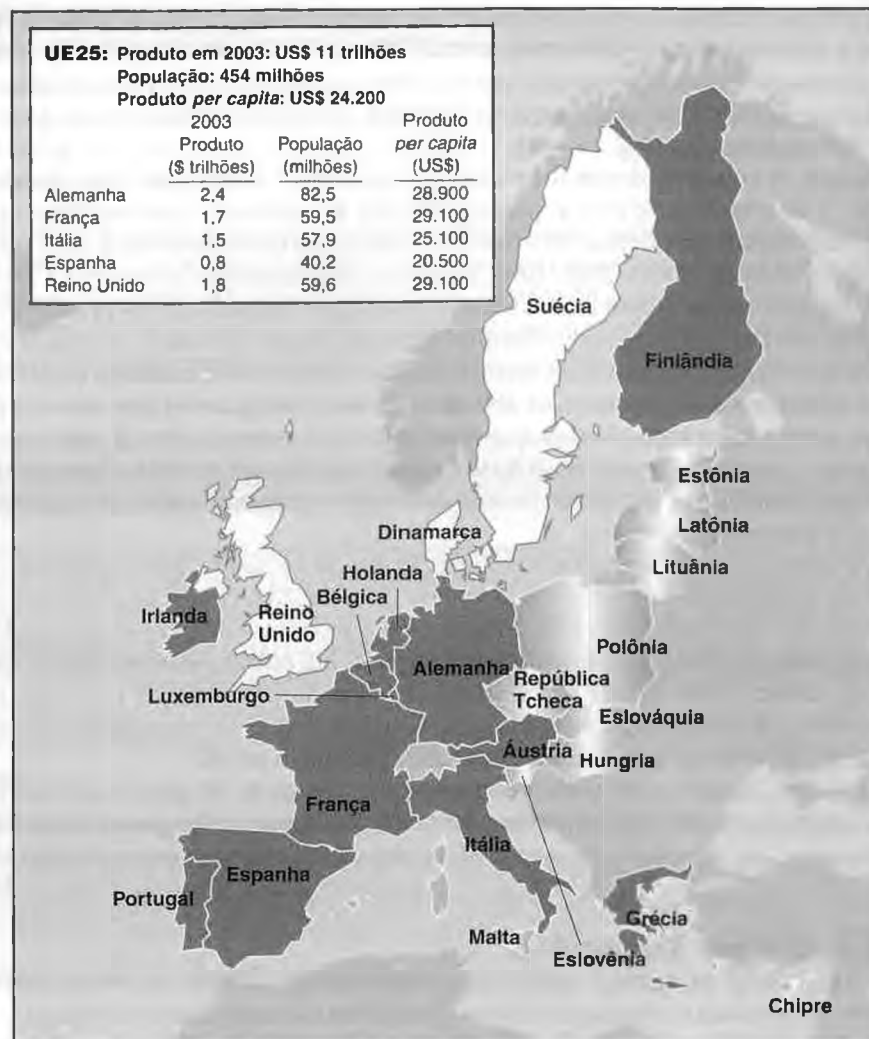 UE25: Produto em 2003: US$ 11 trilhões
População: 454 milhões
Produto per capita: US$ 24.200
2003 Produto
Produto População per capita
($ trilhões) (milhões) (US$)
Alemanha 2,4 82,5 28.900
França 1,7 59,5 29.100
Itália 1,5 57,9 25.100
Espanha 0,8 40,2 20.500
Reino Unido 1,8 59,6 29.100
Suécia
Finlândia
Estônia
Latônia
Dinamarca
Holanda
Lituânia
Bélgica
Irlanda
Reino
Unido
Polônia
Alemanha
República
Tcheca
Luxemburgo
Eslováquia
Áustria
Hungria
França
Itália
Espanha
Portugal
Grécia
Malta
Eslovênia
Chipre